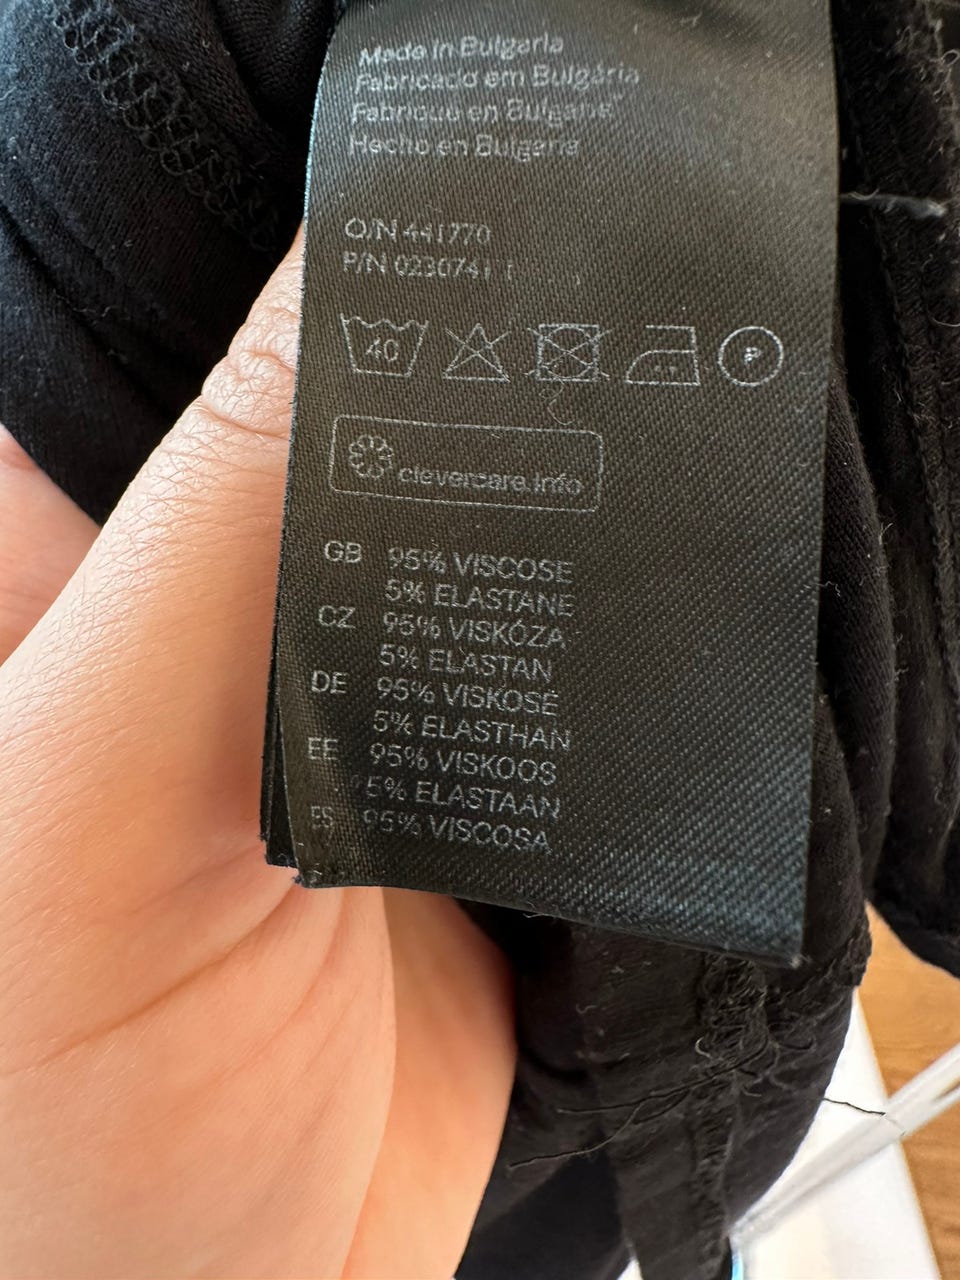 Made in Bulgaria
Fabricado em Bulgária
Fabriqué en Bulgarie
Hecho en Bulgaria
O/N 441770
P/N 0230741 1
40
P
clevercare.info
GB 95% VISCOSE
5% ELASTANE
CZ 95% VISKÓZA
5% ELASTAN
DE 95% VISKOSE
5% ELASTHAN
EE 95% VISKOOS
5% ELASTAAN
ES 95% VISCOSA